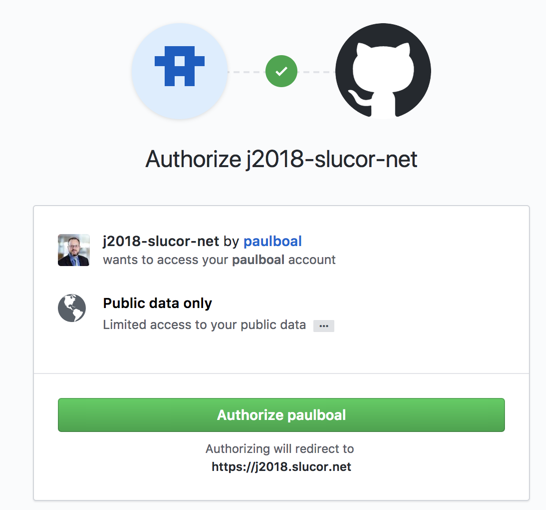 Authorize j2018-slucor-net
j2018-slucor-net by paulboal
wants to access your paulboal account
Public data only
Limited access to your public data ...
Authorize paulboal
Authorizing will redirect to
https://j2018.slucor.net